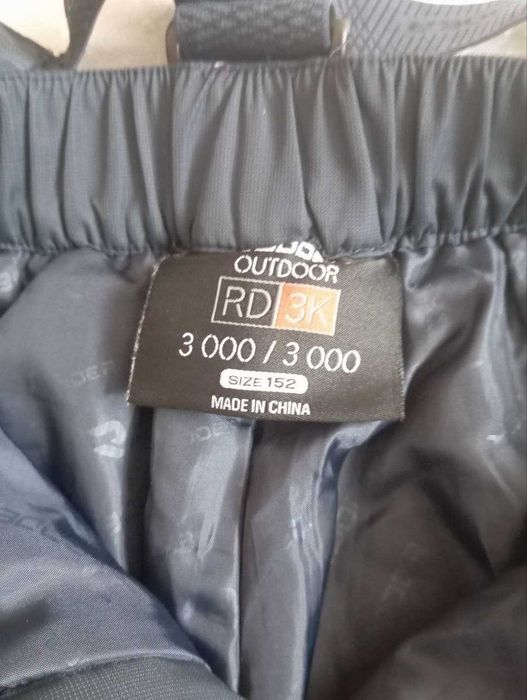 OUTDOOR
RD 3K
3 000 / 3 000
SIZE 152
MADE IN CHINA